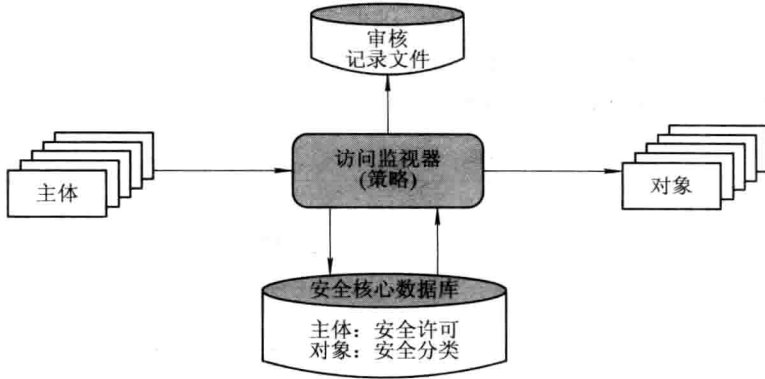 审核
记录文件
访问监视器
(策略)
主体
对象
安全核心数据库
主体：安全许可
对象：安全分类